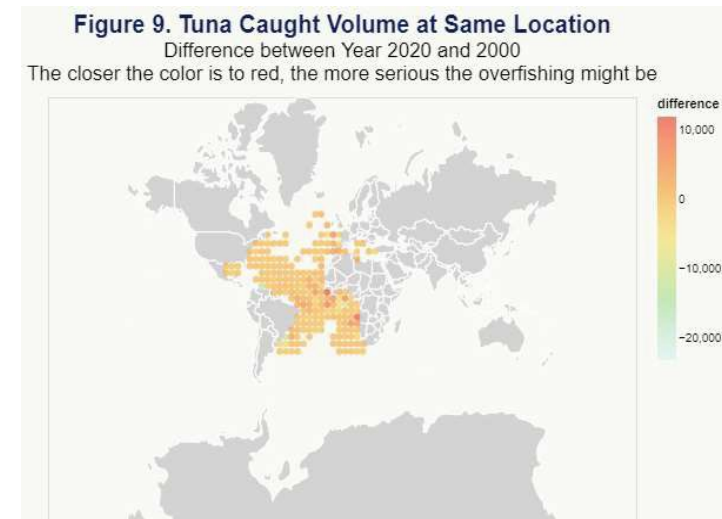 Figure 9. Tuna Caught Volume at Same Location
Difference between Year 2020 and 2000
The closer the color is to red, the more serious the overfishing might be
difference
10,000
0
−10,000
−20,000